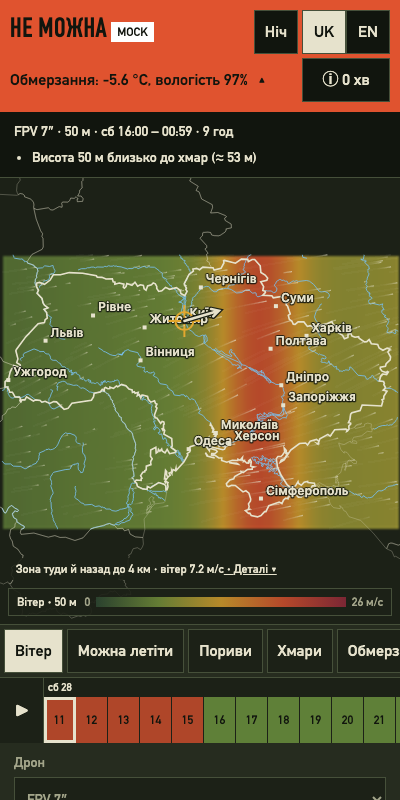 НЕ МОЖНА МОСК
Ніч UK EN
Обмерзання: -5.6 °C, вологість 97% ▲
ⓘ 0 хв
FPV 7″ · 50 м · сб 16:00 – 00:59 · 9 год
• Висота 50 м близько до хмар (≈ 53 м)
Чернігів
Суми
Рівне
Київ
Харків
Львів
Полтава
Вінниця
Ужгород
Дніпро
Запоріжжя
Миколаїв
Одеса
Херсон
Сімферополь
Зона туди й назад до 4 км · вітер 7.2 м/с · Деталі ▾
Вітер · 50 м 0 26 м/с
Вітер Можна летіти Пориви Хмари Обмерз
сб 28
11 12 13 14 15 16 17 18 19 20 21
Дрон
FPV 7″